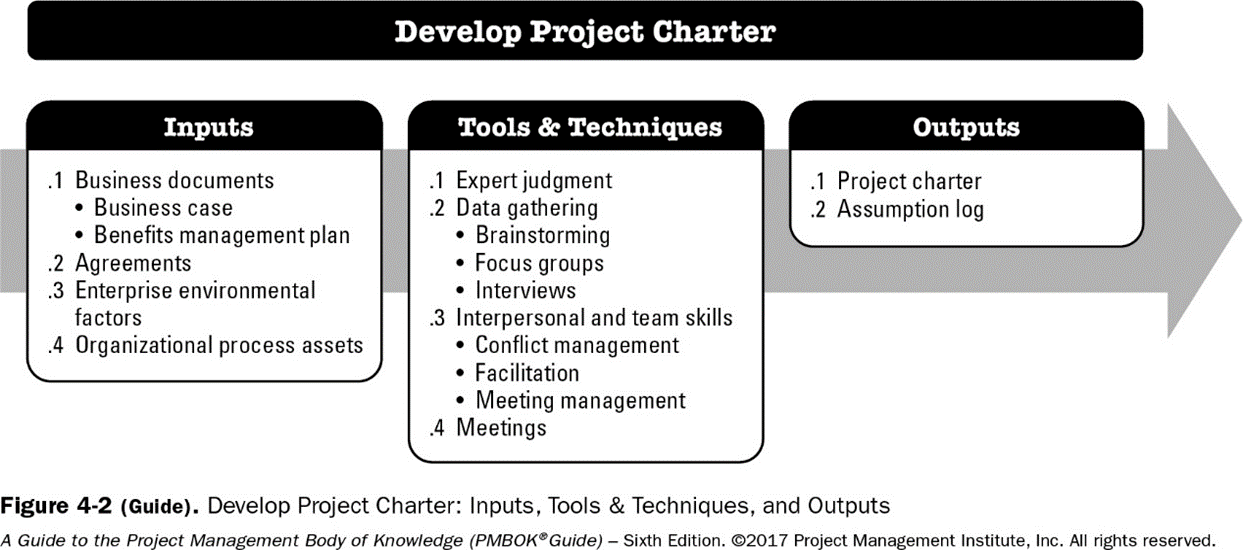 Develop Project Charter
Inputs
.1 Business documents
• Business case
• Benefits management plan
.2 Agreements
.3 Enterprise environmental
factors
.4 Organizational process assets
Tools & Techniques
.1 Expert judgment
.2 Data gathering
• Brainstorming
• Focus groups
• Interviews
.3 Interpersonal and team skills
• Conflict management
• Facilitation
• Meeting management
.4 Meetings
Outputs
.1 Project charter
.2 Assumption log
Figure 4-2 (Guide). Develop Project Charter: Inputs, Tools & Techniques, and Outputs
A Guide to the Project Management Body of Knowledge (PMBOK®Guide) – Sixth Edition. ©2017 Project Management Institute, Inc. All rights reserved.